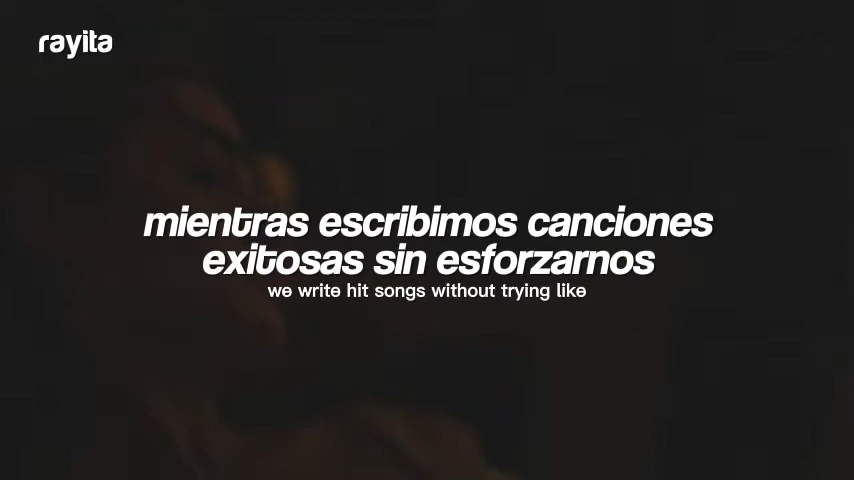 rayita
mientras escribimos canciones
exitosas sin esforzarnos
we write hit songs without trying like